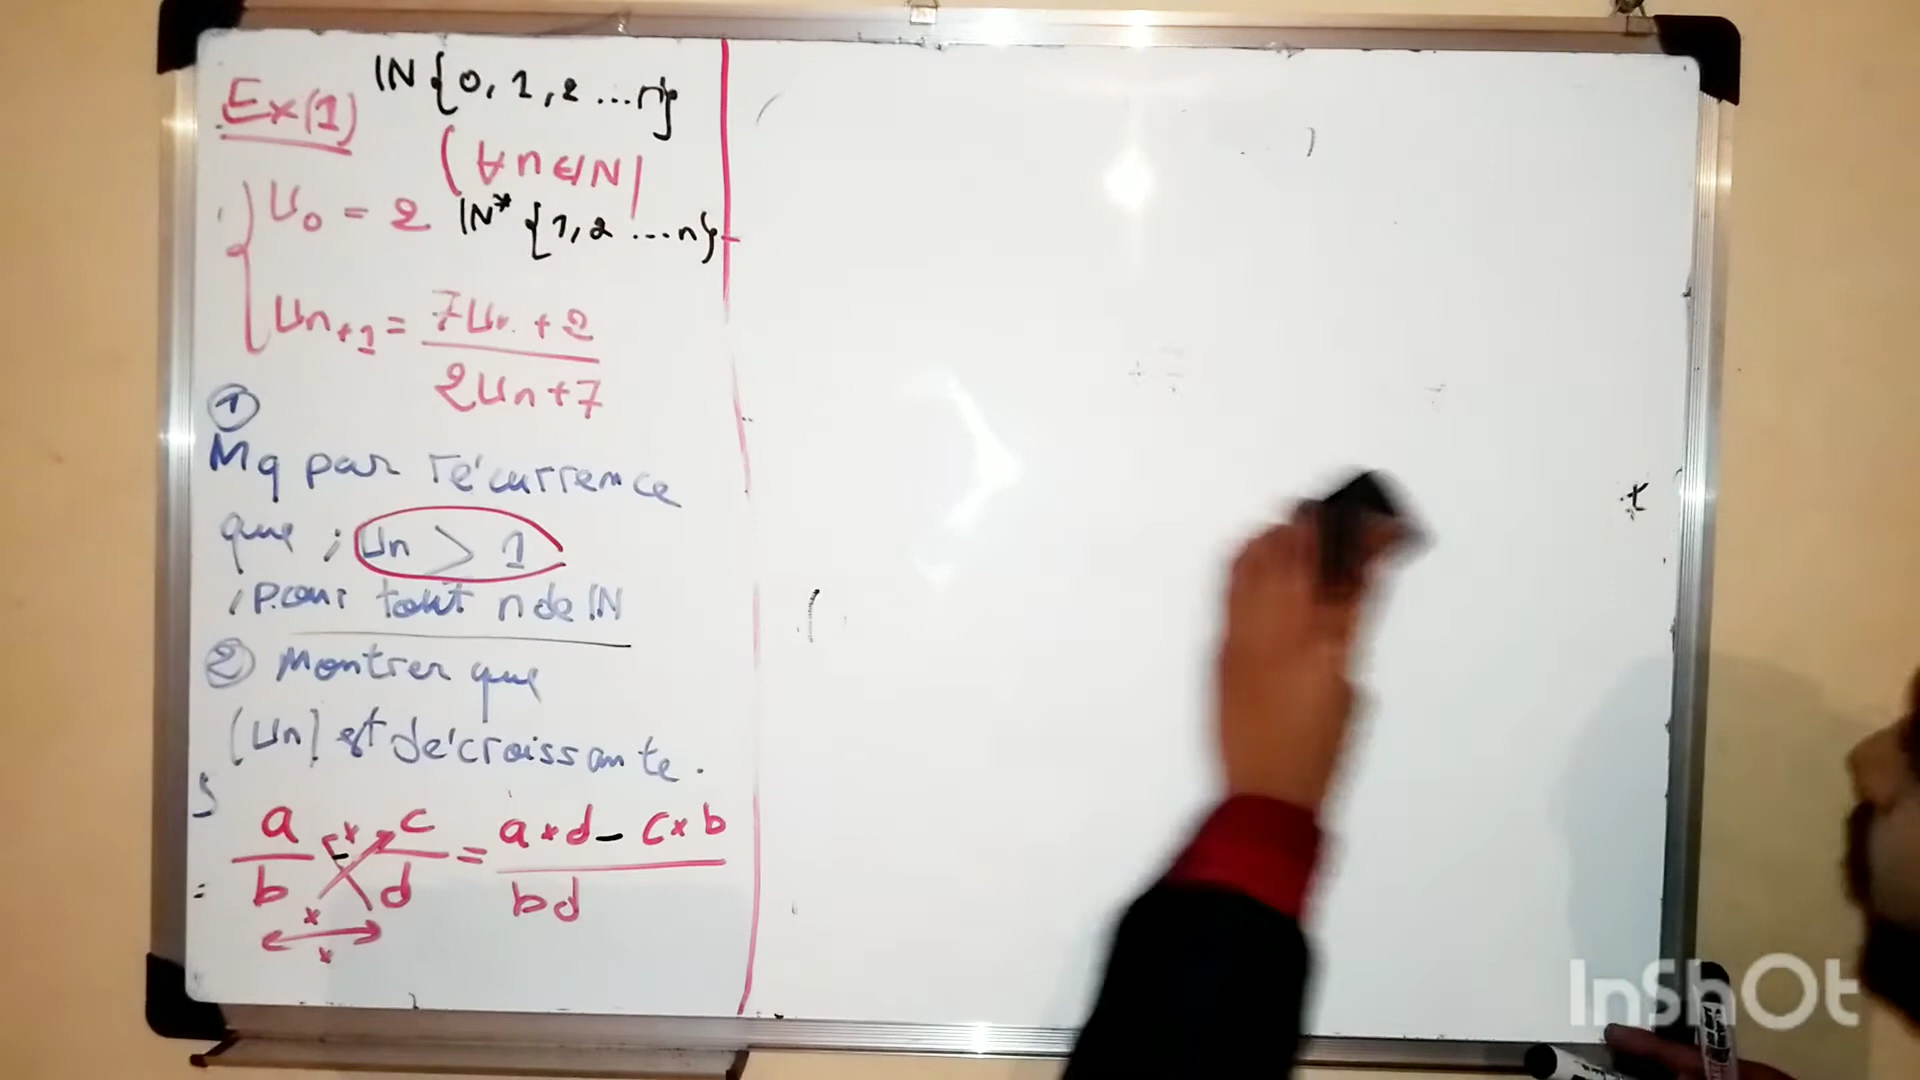 Ex(1) IN{0, 1, 2 ...n}
(∀n∈IN)
U0 = 2 IN* {1, 2 ...n}
Un+1 = 7Un + 2
2Un+7
①
Mq par récurrence
que ; Un > 1
; pour tout n de IN
② Montrer que
(Un) est décroissante.
a - c = a×d - c×b
b d bd
InShOt